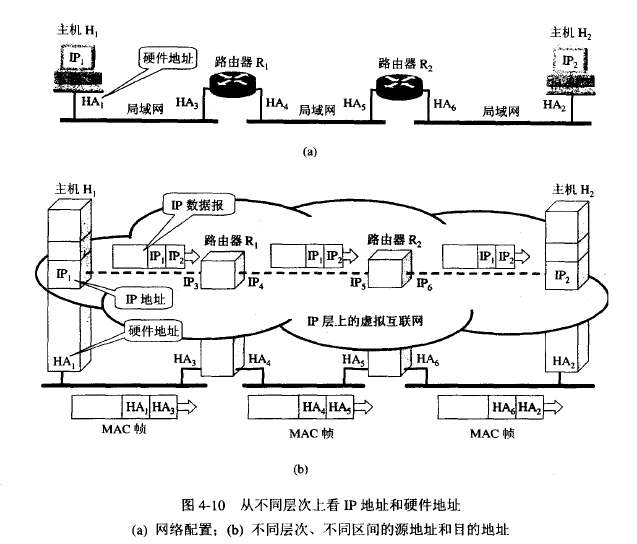 主机 H₁
主机 H₂
IP₁
硬件地址
路由器 R₁
路由器 R₂
IP₂
HA₁
HA₃
HA₄
HA₅
HA₆
HA₂
局域网
局域网
局域网
(a)
主机 H₁
主机 H₂
IP 数据报
路由器 R₁
路由器 R₂
IP₁ IP₂
IP₁ IP₂
IP₁ IP₂
IP₁
IP₃
IP₄
IP₅
IP₆
IP₂
IP 地址
硬件地址
IP 层上的虚拟互联网
HA₁
HA₃
HA₄
HA₅
HA₆
HA₂
HA₁ HA₃
HA₄ HA₅
HA₆ HA₂
MAC 帧
MAC 帧
MAC 帧
(b)
图 4-10 从不同层次上看 IP 地址和硬件地址
(a) 网络配置；(b) 不同层次、不同区间的源地址和目的地址